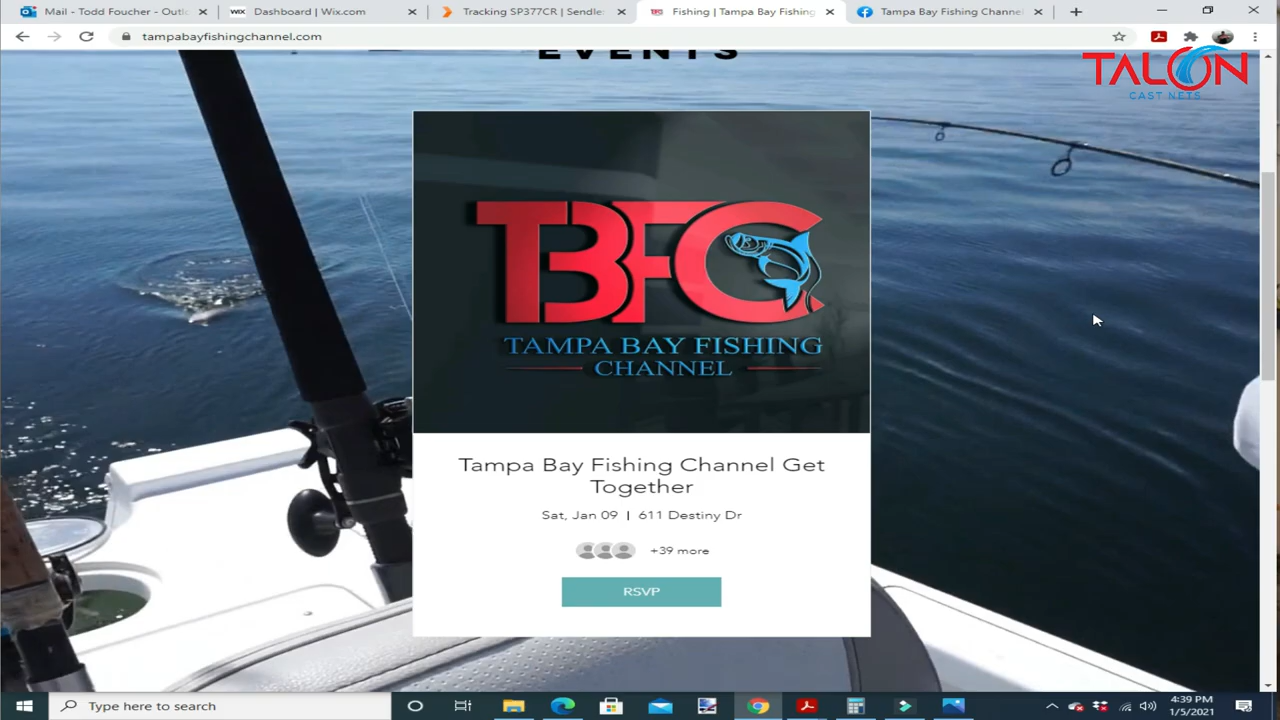 Mail - Todd Foucher - Outlo
WIX Dashboard | Wix.com
Tracking SP377CR | Sendle
Fishing | Tampa Bay Fishing
Tampa Bay Fishing Channel
tampabayfishingchannel.com
EVENTS
TALON
CAST NETS
TBFC
TAMPA BAY FISHING
CHANNEL
Tampa Bay Fishing Channel Get
Together
Sat, Jan 09 | 611 Destiny Dr
+39 more
RSVP
Type here to search
4:39 PM
1/5/2021